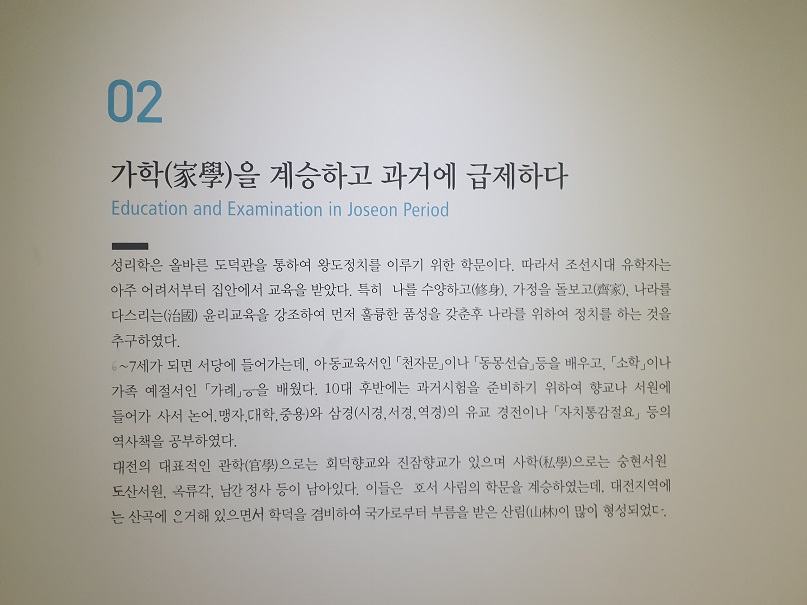 02
가학(家學)을 계승하고 과거에 급제하다
Education and Examination in Joseon Period
성리학은 올바른 도덕관을 통하여 왕도정치를 이루기 위한 학문이다. 따라서 조선시대 유학자는
아주 어려서부터 집안에서 교육을 받았다. 특히 나를 수양하고(修身), 가정을 돌보고(齊家), 나라를
다스리는(治國) 윤리교육을 강조하여 먼저 훌륭한 품성을 갖춘후 나라를 위하여 정치를 하는 것을
추구하였다.
6~7세가 되면 서당에 들어가는데, 아동교육서인 「천자문」이나 「동몽선습」등을 배우고, 「소학」이나
가족 예절서인 「가례」등을 배웠다. 10대 후반에는 과거시험을 준비하기 위하여 향교나 서원에
들어가 사서 논어,맹자,대학,중용)와 삼경(시경,서경,역경)의 유교 경전이나 「자치통감절요」 등의
역사책을 공부하였다.
대전의 대표적인 관학(官學)으로는 회덕향교와 진잠향교가 있으며 사학(私學)으로는 숭현서원
도산서원, 옥류각, 남간정사 등이 남아있다. 이들은 호서 사림의 학문을 계승하였는데, 대전지역에
는 산곡에 은거해 있으면서 학덕을 겸비하여 국가로부터 부름을 받은 산림(山林)이 많이 형성되었다.